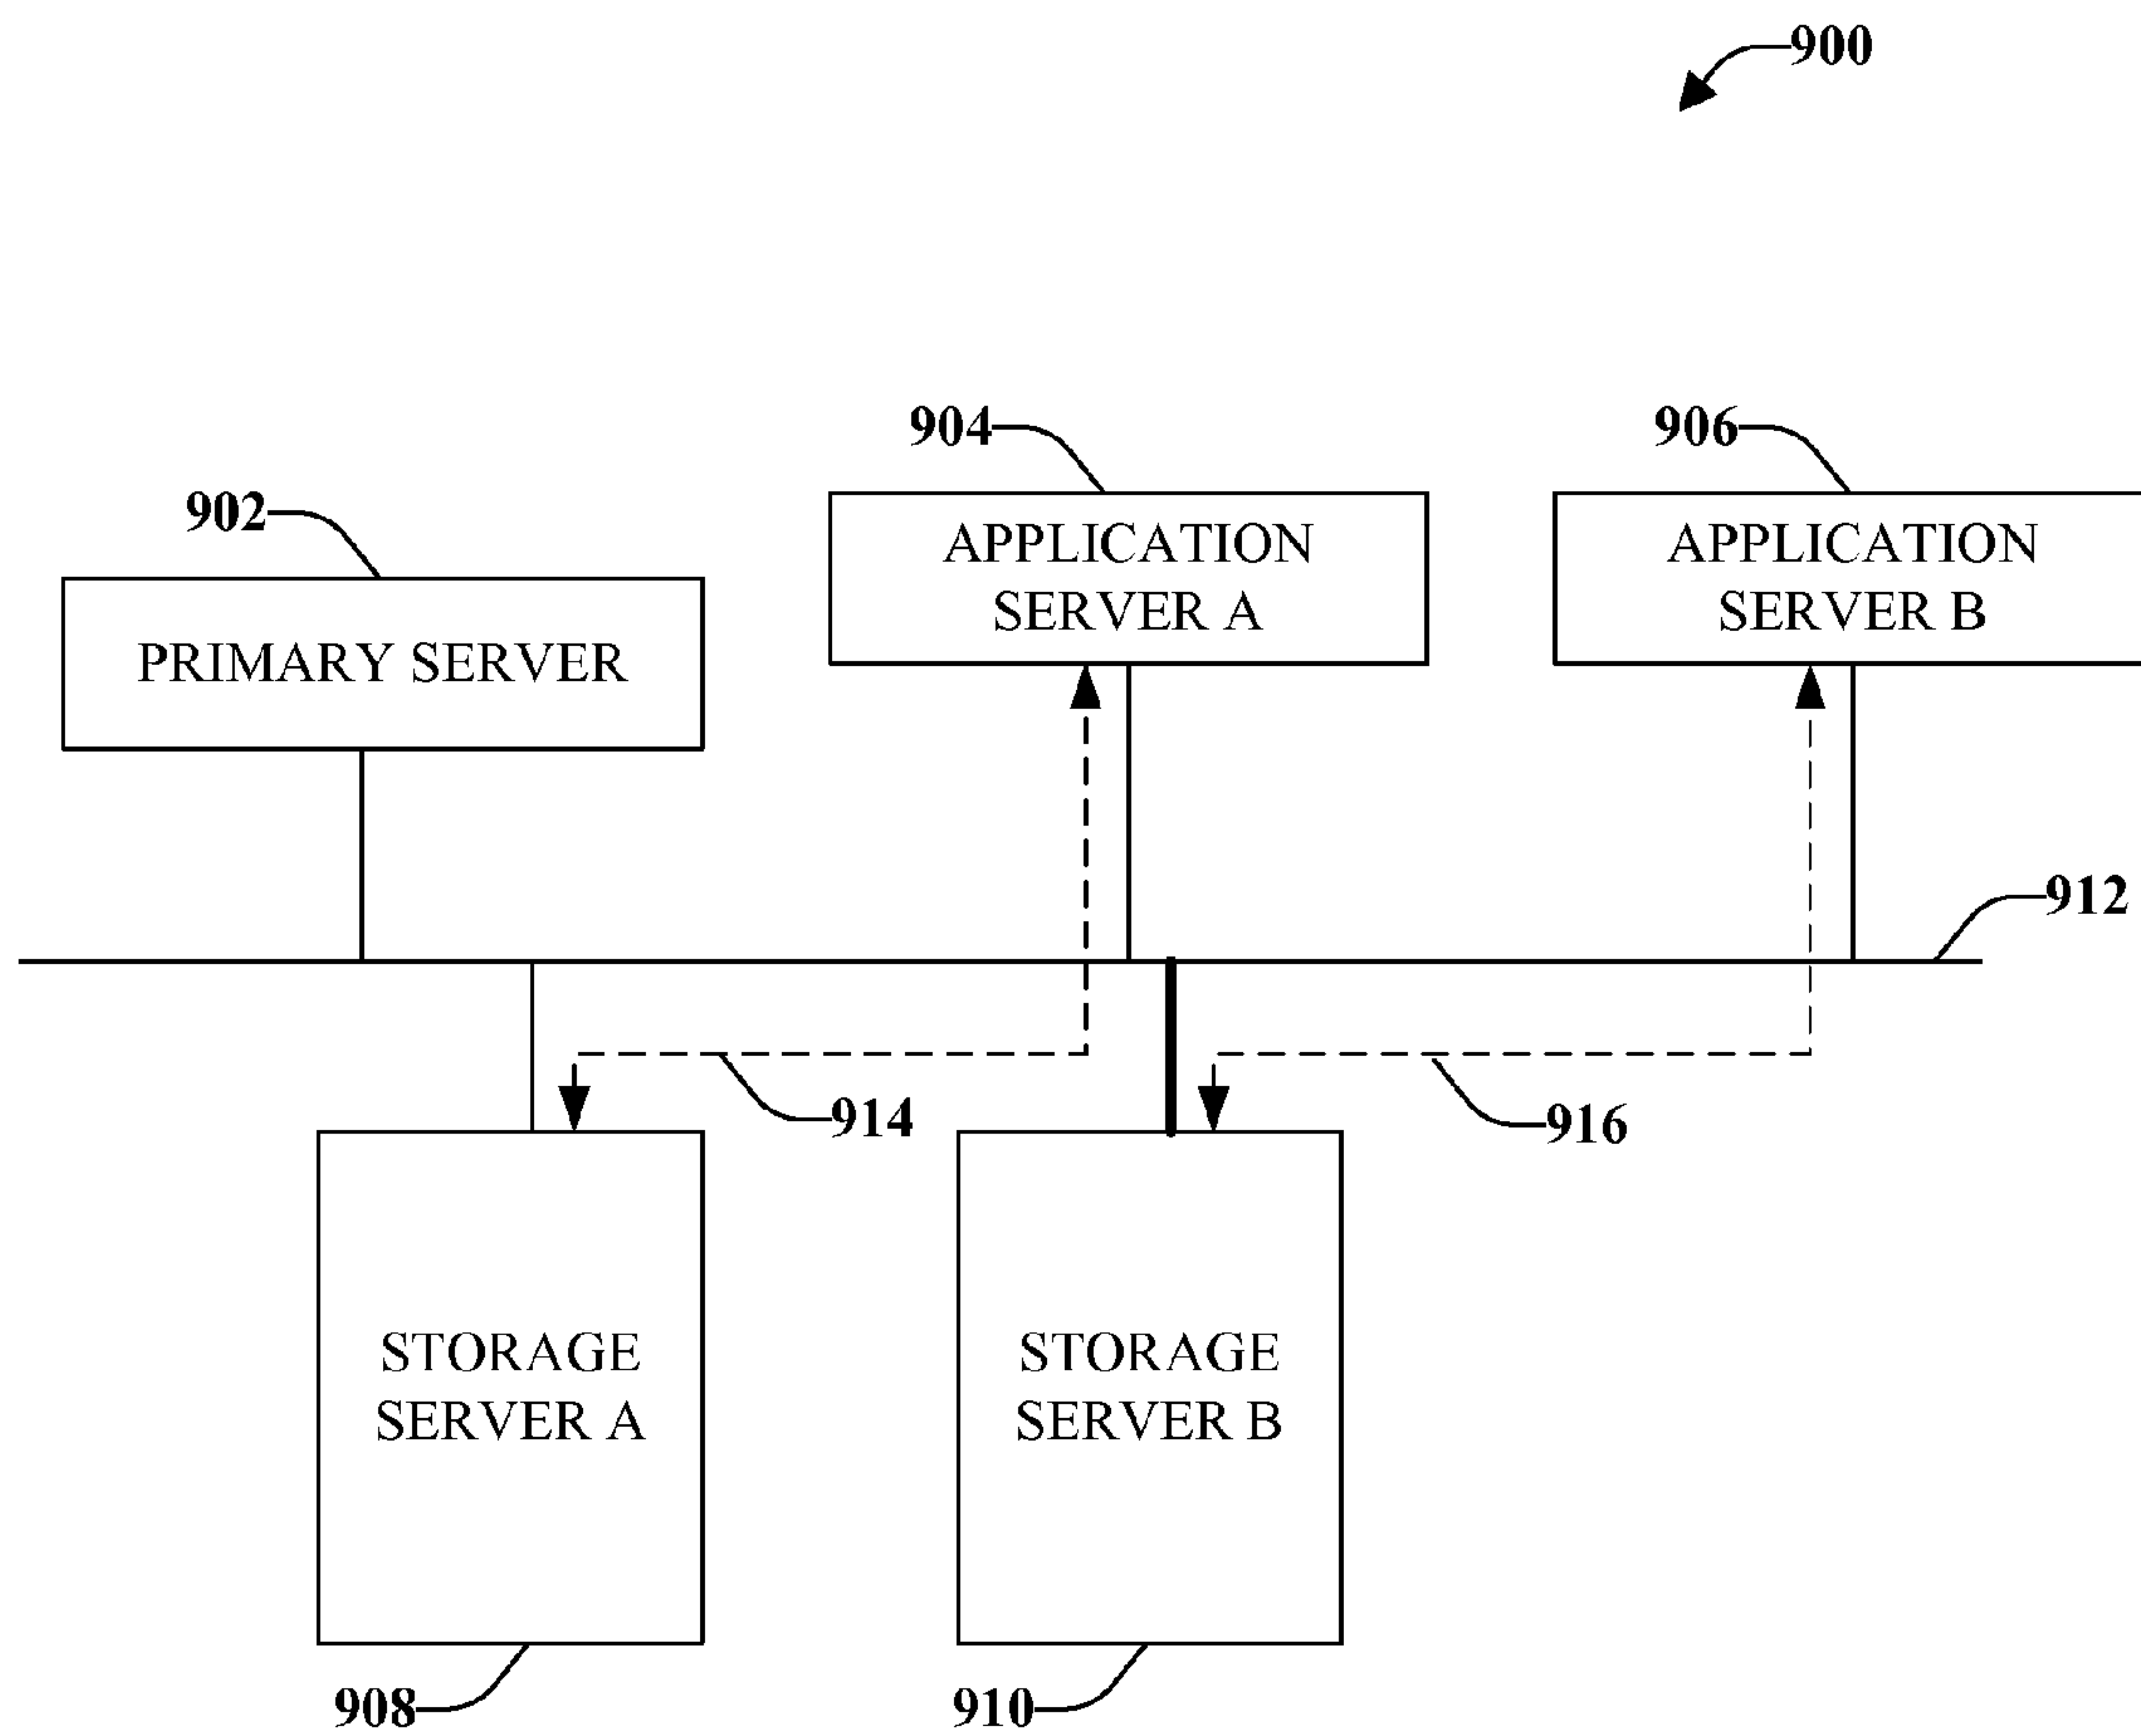 900
904
906
902
APPLICATION
SERVER A
APPLICATION
SERVER B
PRIMARY SERVER
912
914
916
STORAGE
SERVER A
STORAGE
SERVER B
908
910